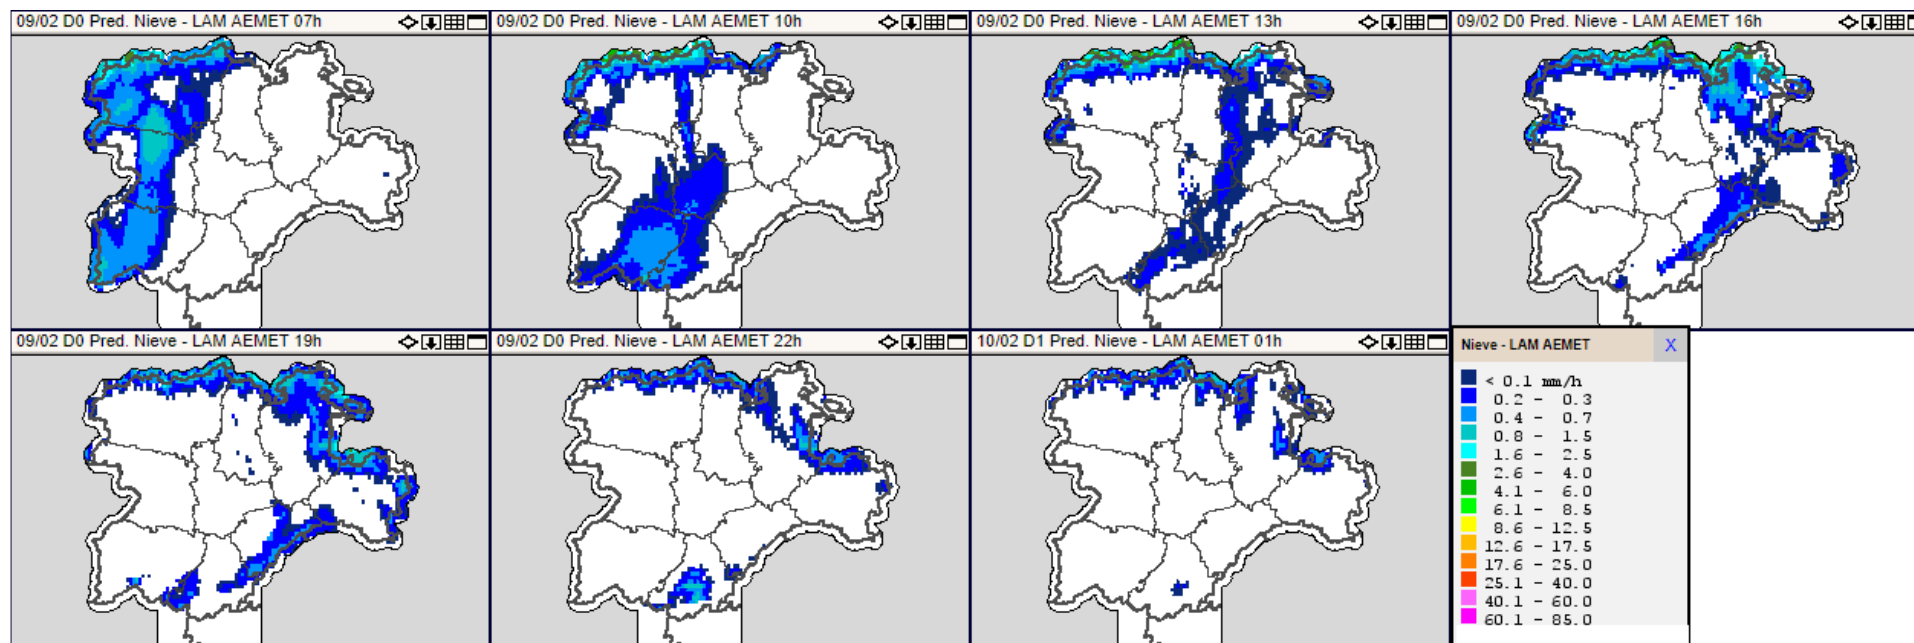 09/02 D0 Pred. Nieve - LAM AEMET 07h
09/02 D0 Pred. Nieve - LAM AEMET 10h
09/02 D0 Pred. Nieve - LAM AEMET 13h
09/02 D0 Pred. Nieve - LAM AEMET 16h
09/02 D0 Pred. Nieve - LAM AEMET 19h
09/02 D0 Pred. Nieve - LAM AEMET 22h
10/02 D1 Pred. Nieve - LAM AEMET 01h
Nieve - LAM AEMET X
< 0.1 mm/h
0.2 - 0.3
0.4 - 0.7
0.8 - 1.5
1.6 - 2.5
2.6 - 4.0
4.1 - 6.0
6.1 - 8.5
8.6 - 12.5
12.6 - 17.5
17.6 - 25.0
25.1 - 40.0
40.1 - 60.0
60.1 - 85.0